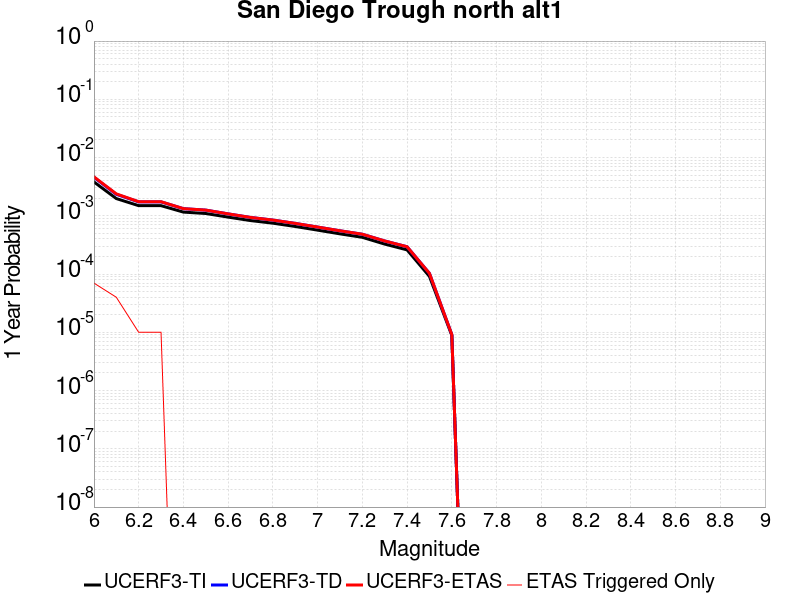 San Diego Trough north alt1
10^0
10^-1
10^-2
10^-3
10^-4
10^-5
10^-6
10^-7
10^-8
1 Year Probability
6 6.2 6.4 6.6 6.8 7 7.2 7.4 7.6 7.8 8 8.2 8.4 8.6 8.8 9
Magnitude
UCERF3-TI UCERF3-TD UCERF3-ETAS ETAS Triggered Only